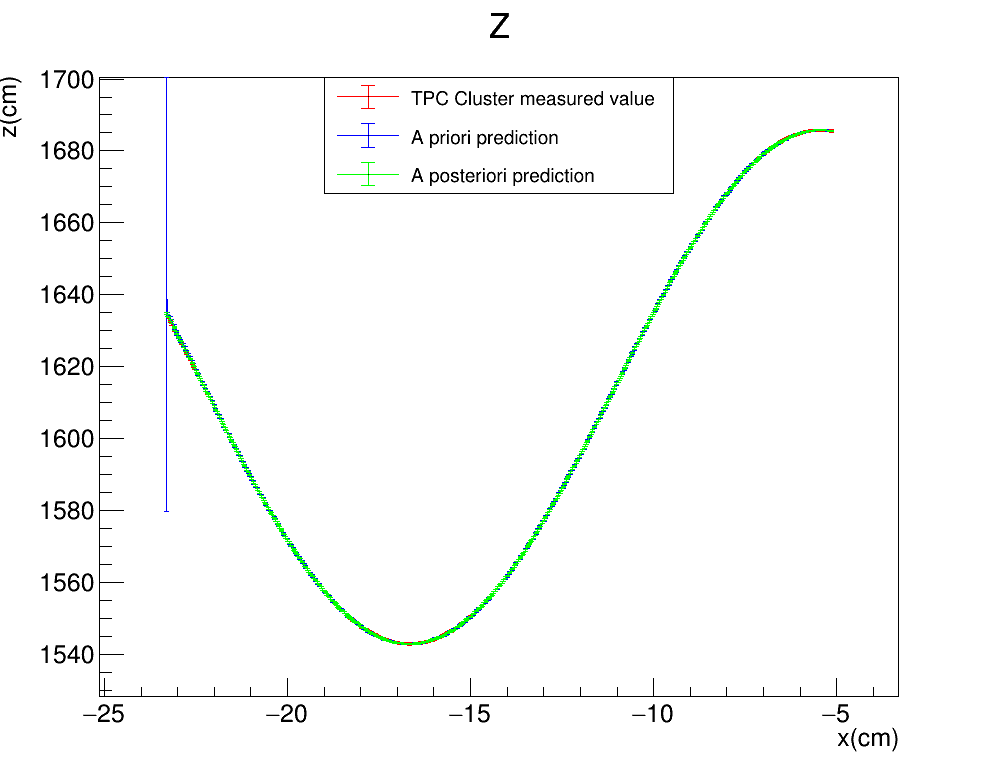 Z
z(cm)
1700
1680
1660
1640
1620
1600
1580
1560
1540
TPC Cluster measured value
A priori prediction
A posteriori prediction
−25
−20
−15
−10
−5
x(cm)